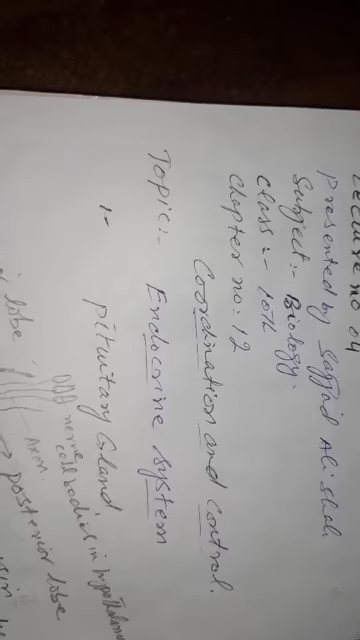 Lecture no 04
Presented by Sajjid Ali shah
Subject:- Biology.
Class:- 10th
Chapter no: 12
Coordination and Control.
Topic:- Endocrine system
1- Pituitary Gland
nerve
cell bodies in hypothalamus
lobe
Axon.
posterior lobe